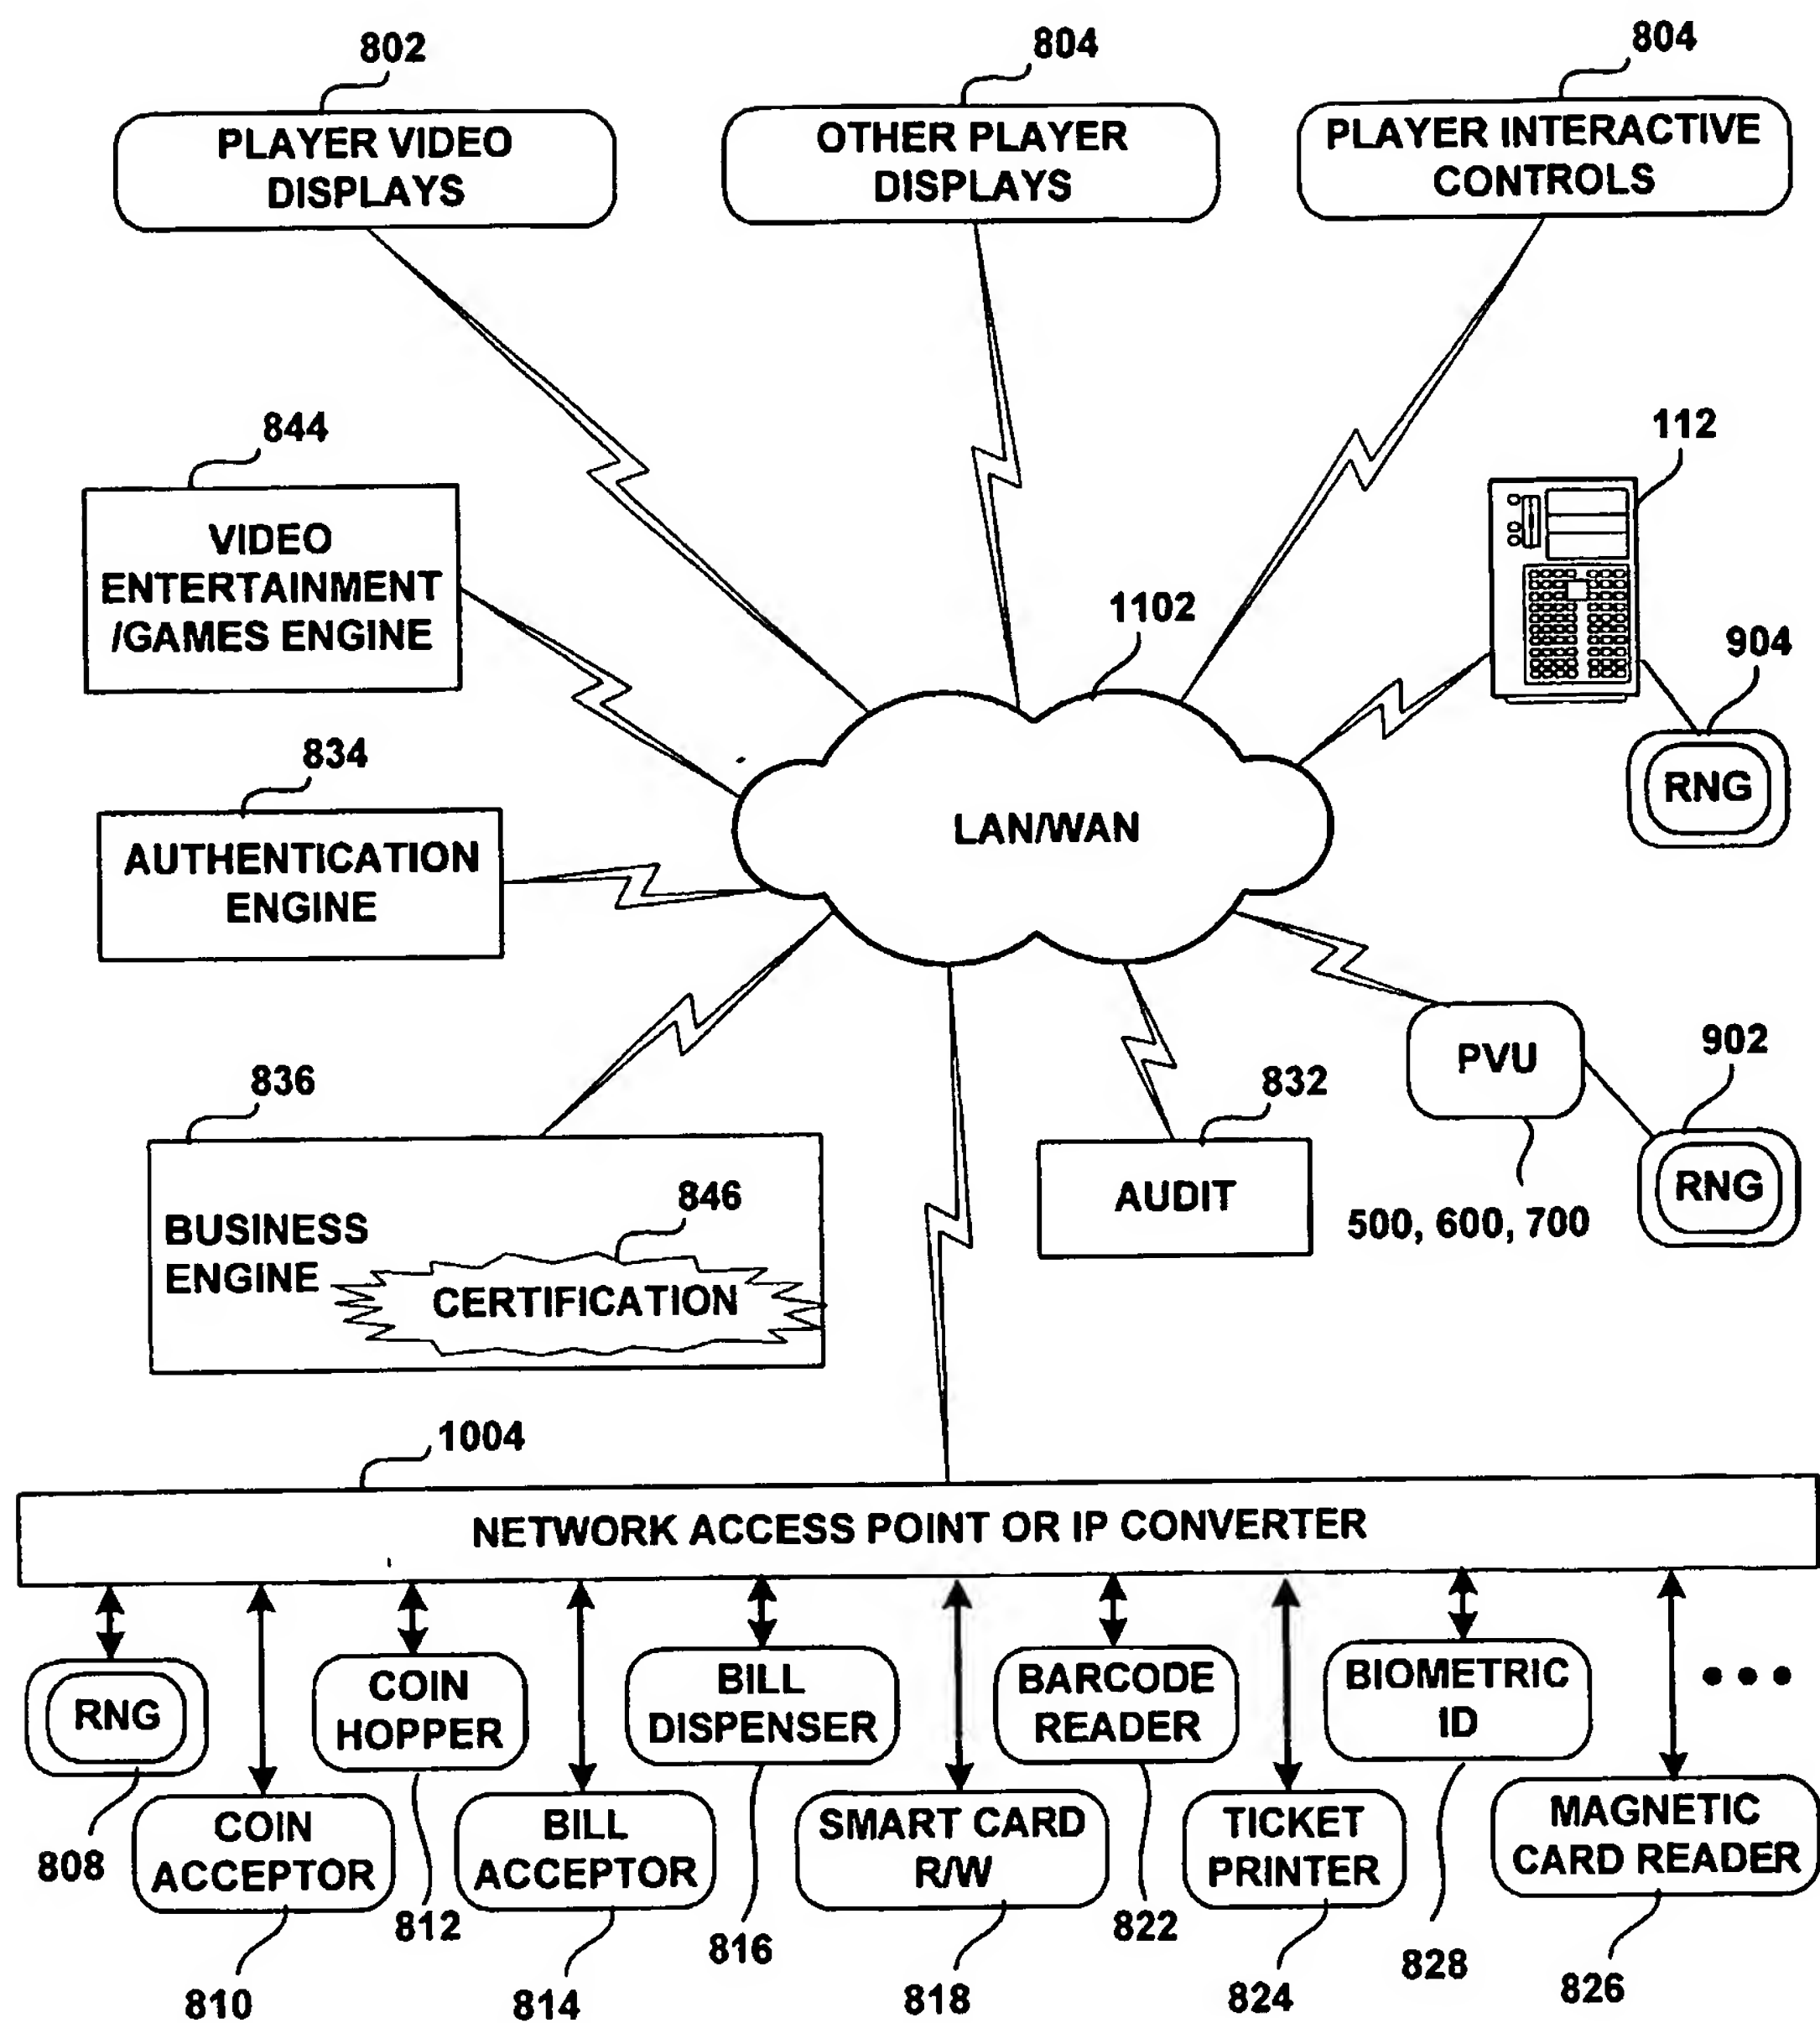 802
804
804
PLAYER VIDEO
DISPLAYS
OTHER PLAYER
DISPLAYS
PLAYER INTERACTIVE
CONTROLS
844
VIDEO
ENTERTAINMENT
/GAMES ENGINE
112
1102
904
RNG
834
AUTHENTICATION
ENGINE
LAN/WAN
PVU
902
RNG
500, 600, 700
836
BUSINESS
ENGINE
846
CERTIFICATION
832
AUDIT
1004
NETWORK ACCESS POINT OR IP CONVERTER
RNG
COIN
HOPPER
BILL
DISPENSER
BARCODE
READER
BIOMETRIC
ID
808
COIN
ACCEPTOR
812
BILL
ACCEPTOR
816
SMART CARD
R/W
822
TICKET
PRINTER
828
MAGNETIC
CARD READER
810
814
818
824
826